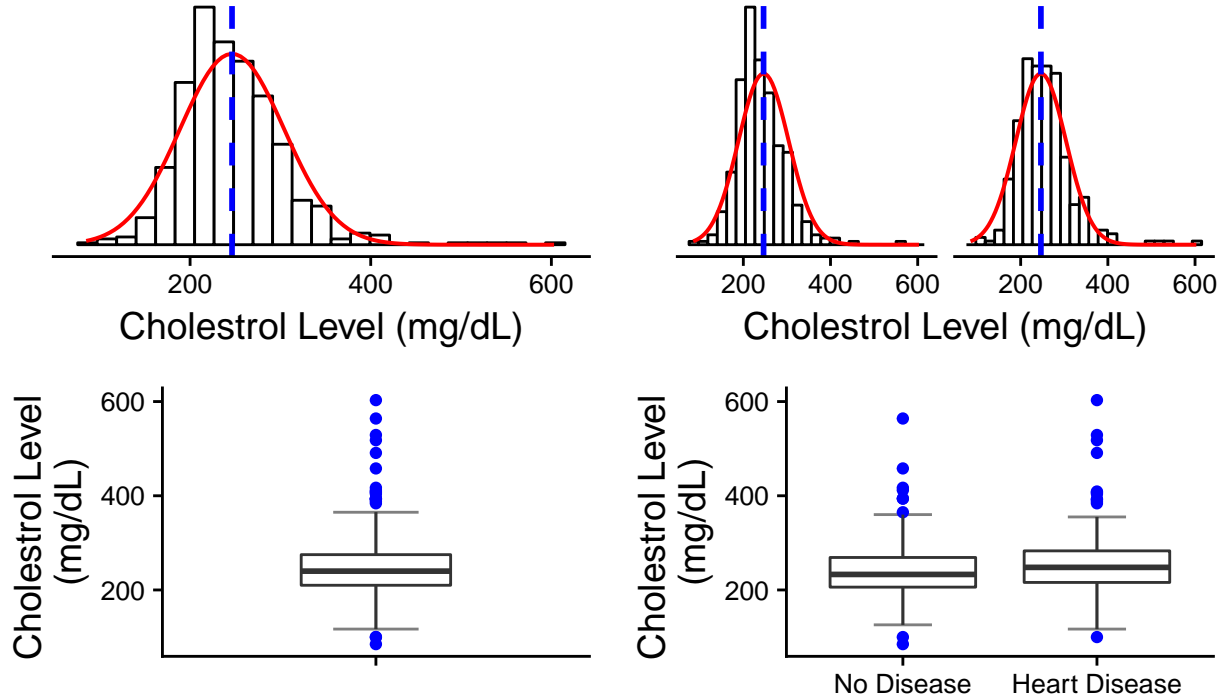 200 400 600
Cholestrol Level (mg/dL)
200 400 600 200 400 600
Cholestrol Level (mg/dL)
Cholestrol Level
(mg/dL)
600
400
200
Cholestrol Level
(mg/dL)
600
400
200
No Disease Heart Disease